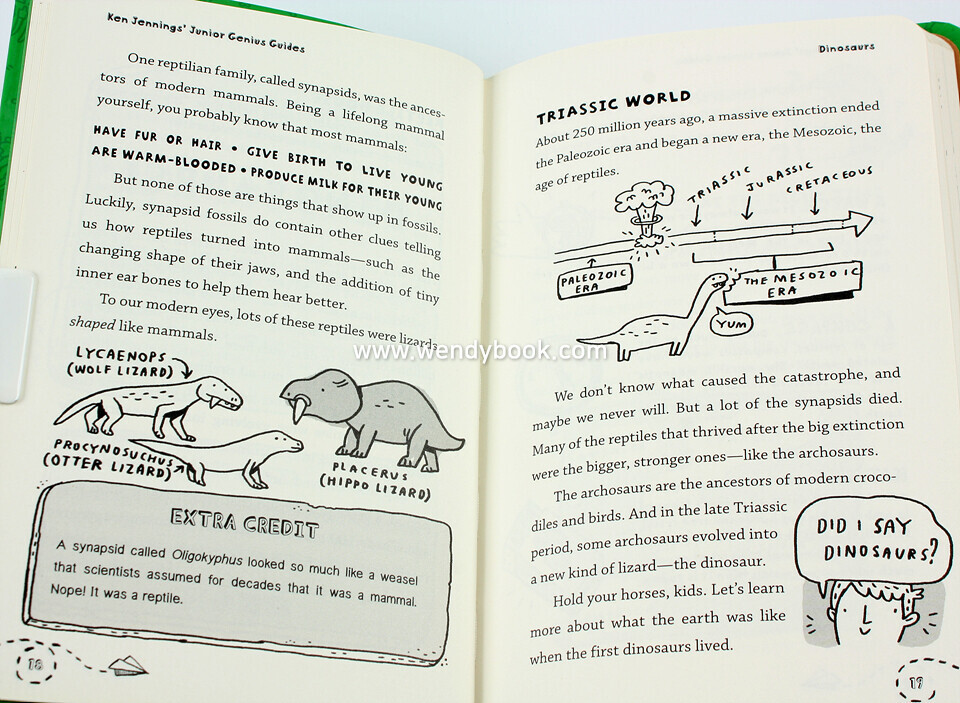 Ken Jennings' Junior Genius Guides
One reptilian family, called synapsids, was the ances-
tors of modern mammals. Being a lifelong mammal
yourself, you probably know that most mammals:
HAVE FUR OR HAIR • GIVE BIRTH TO LIVE YOUNG
ARE WARM-BLOODED • PRODUCE MILK FOR THEIR YOUNG
But none of those are things that show up in fossils.
Luckily, synapsid fossils do contain other clues telling
us how reptiles turned into mammals—such as the
changing shape of their jaws, and the addition of tiny
inner ear bones to help them hear better.
To our modern eyes, lots of these reptiles were lizards
shaped like mammals.
LYCAENOPS
(WOLF LIZARD)
PROCYNOSUCHUS
(OTTER LIZARD)
PLACERUS
(HIPPO LIZARD)
EXTRA CREDIT
A synapsid called Oligokyphus looked so much like a weasel
that scientists assumed for decades that it was a mammal.
Nope! It was a reptile.
18
Dinosaurs
TRIASSIC WORLD
About 250 million years ago, a massive extinction ended
the Paleozoic era and began a new era, the Mesozoic, the
age of reptiles.
TRIASSIC
JURASSIC
CRETACEOUS
PALEOZOIC
ERA
THE MESOZOIC
ERA
YUM
We don't know what caused the catastrophe, and
maybe we never will. But a lot of the synapsids died.
Many of the reptiles that thrived after the big extinction
were the bigger, stronger ones—like the archosaurs.
The archosaurs are the ancestors of modern croco-
diles and birds. And in the late Triassic
period, some archosaurs evolved into
a new kind of lizard—the dinosaur.
Hold your horses, kids. Let's learn
more about what the earth was like
when the first dinosaurs lived.
DID I SAY
DINOSAURS?
19
www.wendybook.com